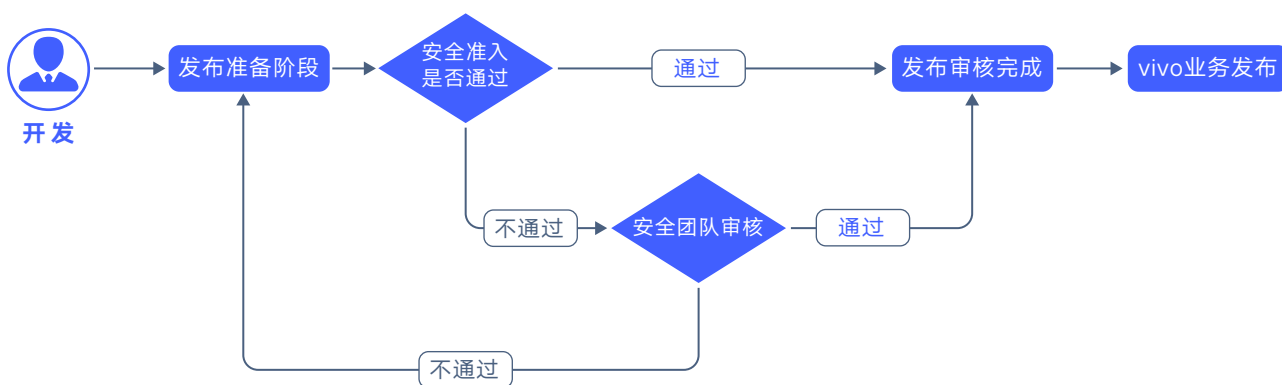 发布准备阶段
安全准入
是否通过
通过
发布审核完成
vivo业务发布
开发
不通过
安全团队审核
通过
不通过